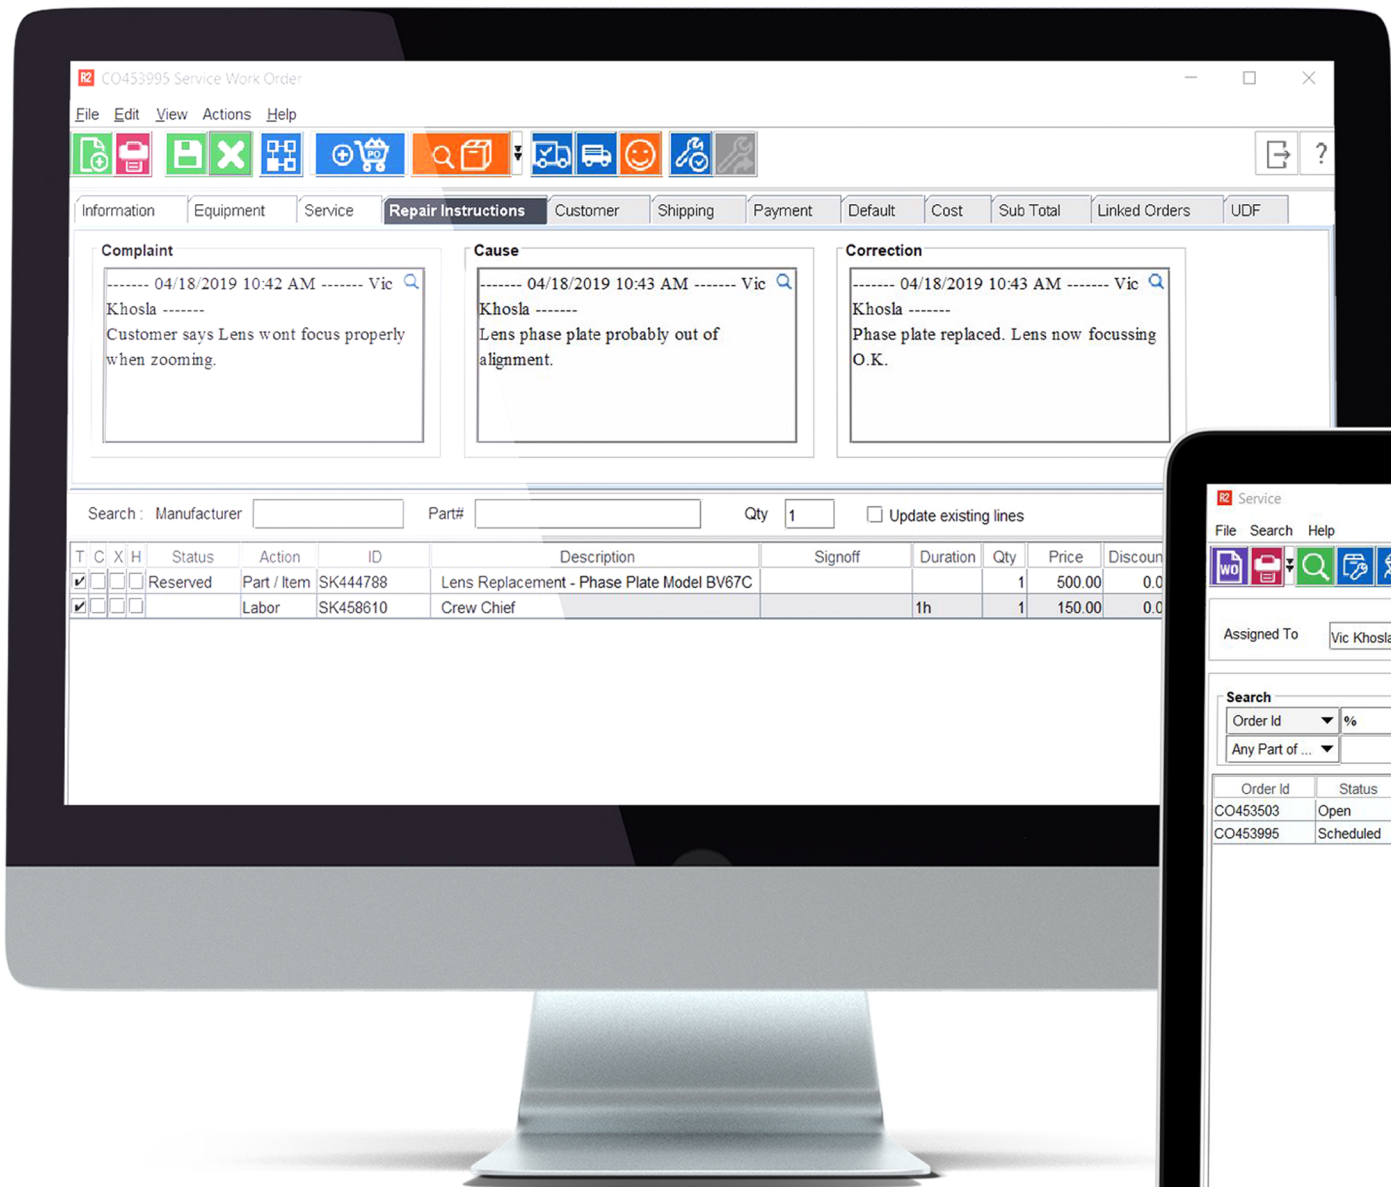 R2 CO453995 Service Work Order
File Edit View Actions Help
PO
?
Information Equipment Service Repair Instructions Customer Shipping Payment Default Cost Sub Total Linked Orders UDF
Complaint Cause Correction
------- 04/18/2019 10:42 AM ------- Vic
Khosla -------
Customer says Lens wont focus properly
when zooming.
------- 04/18/2019 10:43 AM ------- Vic
Khosla -------
Lens phase plate probably out of
alignment.
------- 04/18/2019 10:43 AM ------- Vic
Khosla -------
Phase plate replaced. Lens now focussing
O.K.
Search : Manufacturer Part# Qty 1 Update existing lines
T C X H Status Action ID Description Signoff Duration Qty Price Discoun
Reserved Part / Item SK444788 Lens Replacement - Phase Plate Model BV67C 1 500.00 0.0
Labor SK458610 Crew Chief 1h 1 150.00 0.0
R2 Service
File Search Help
WO
Assigned To Vic Khosla
Search
Order Id %
Any Part of ...
Order Id Status
CO453503 Open
CO453995 Scheduled